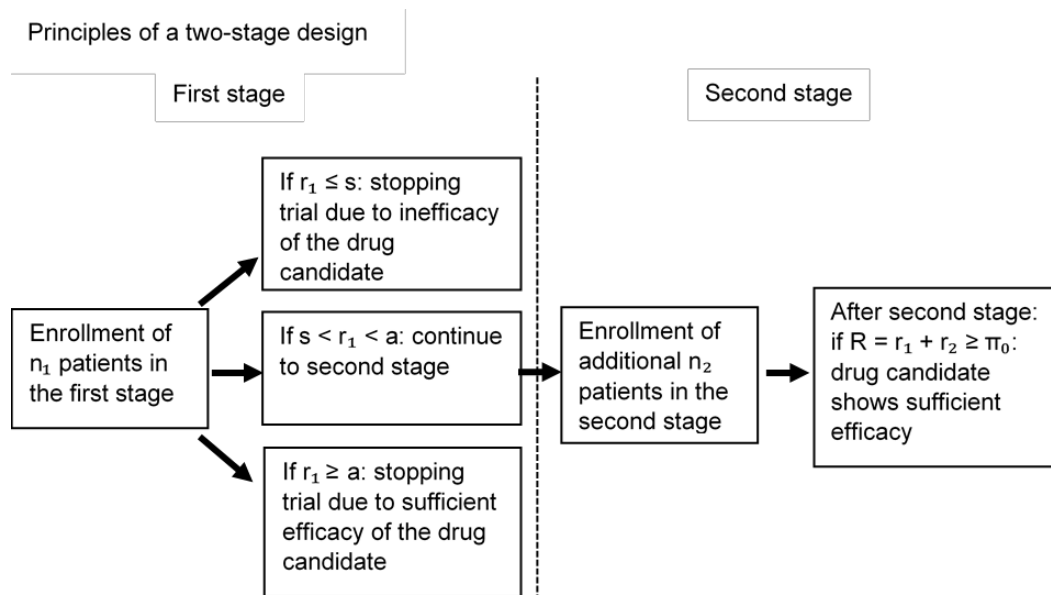 Principles of a two-stage design
First stage
Second stage
If r₁ ≤ s: stopping
trial due to inefficacy
of the drug
candidate
Enrollment of
n₁ patients in
the first stage
If s < r₁ < a: continue
to second stage
If r₁ ≥ a: stopping
trial due to sufficient
efficacy of the drug
candidate
Enrollment of
additional n₂
patients in the
second stage
After second stage:
if R = r₁ + r₂ ≥ π₀:
drug candidate
shows sufficient
efficacy